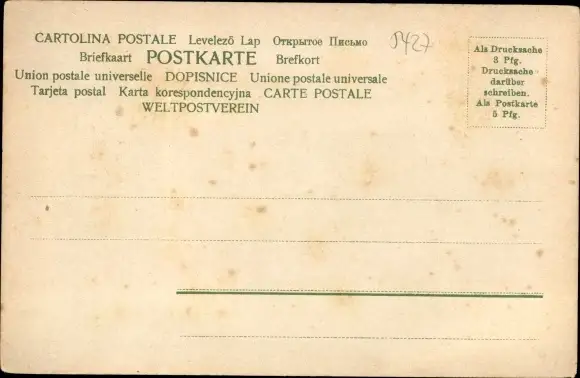 CARTOLINA POSTALE Levelező Lap Открытое Письмо
Briefkaart POSTKARTE Brefkort
Union postale universelle DOPISNICE Unione postale universale
Tarjeta postal Karta korespondencyjna CARTE POSTALE
WELTPOSTVEREIN
Als Drucksache
3 Pfg.
Drucksache
darüber
schreiben.
Als Postkarte
5 Pfg.